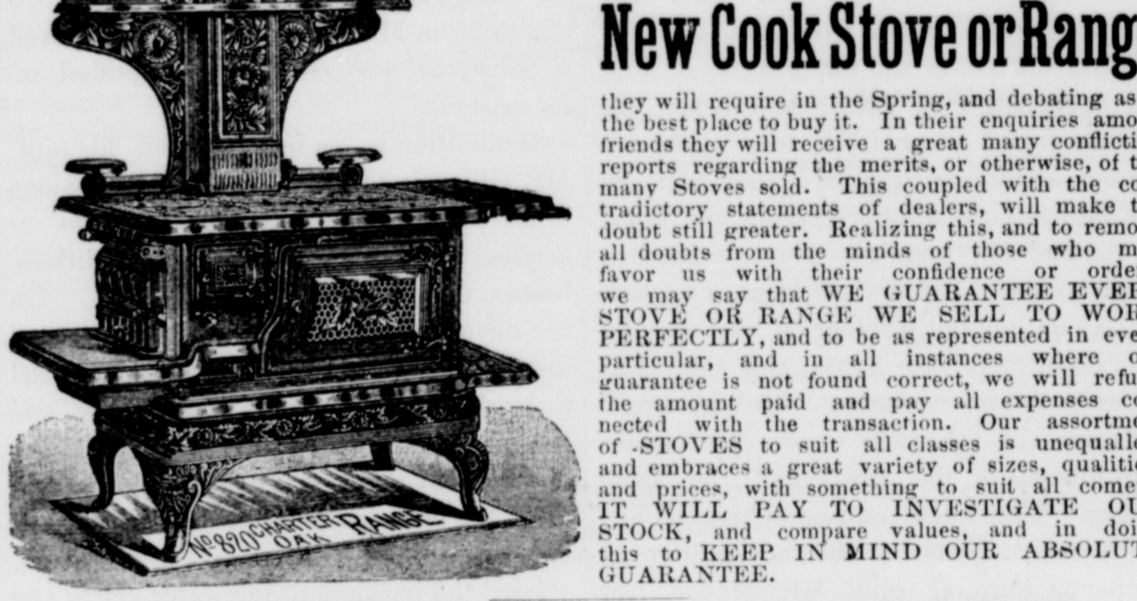 New Cook Stove or Rang
they will require in the Spring, and debating as
the best place to buy it. In their enquiries amo
friends they will receive a great many conflicti
reports regarding the merits, or otherwise, of t
many Stoves sold. This coupled with the co
tradictory statements of dealers, will make t
doubt still greater. Realizing this, and to remo
all doubts from the minds of those who m
favor us with their confidence or order
we may say that WE GUARANTEE EVER
STOVE OR RANGE WE SELL TO WOR
PERFECTLY, and to be as represented in eve
particular, and in all instances where o
guarantee is not found correct, we will refu
the amount paid and pay all expenses co
nected with the transaction. Our assortme
of -STOVES to suit all classes is unequalle
and embraces a great variety of sizes, qualitie
and prices, with something to suit all come
IT WILL PAY TO INVESTIGATE OU
STOCK, and compare values, and in doi
this to KEEP IN MIND OUR ABSOLUT
GUARANTEE.
No 820 CHARTER OAK RANGE